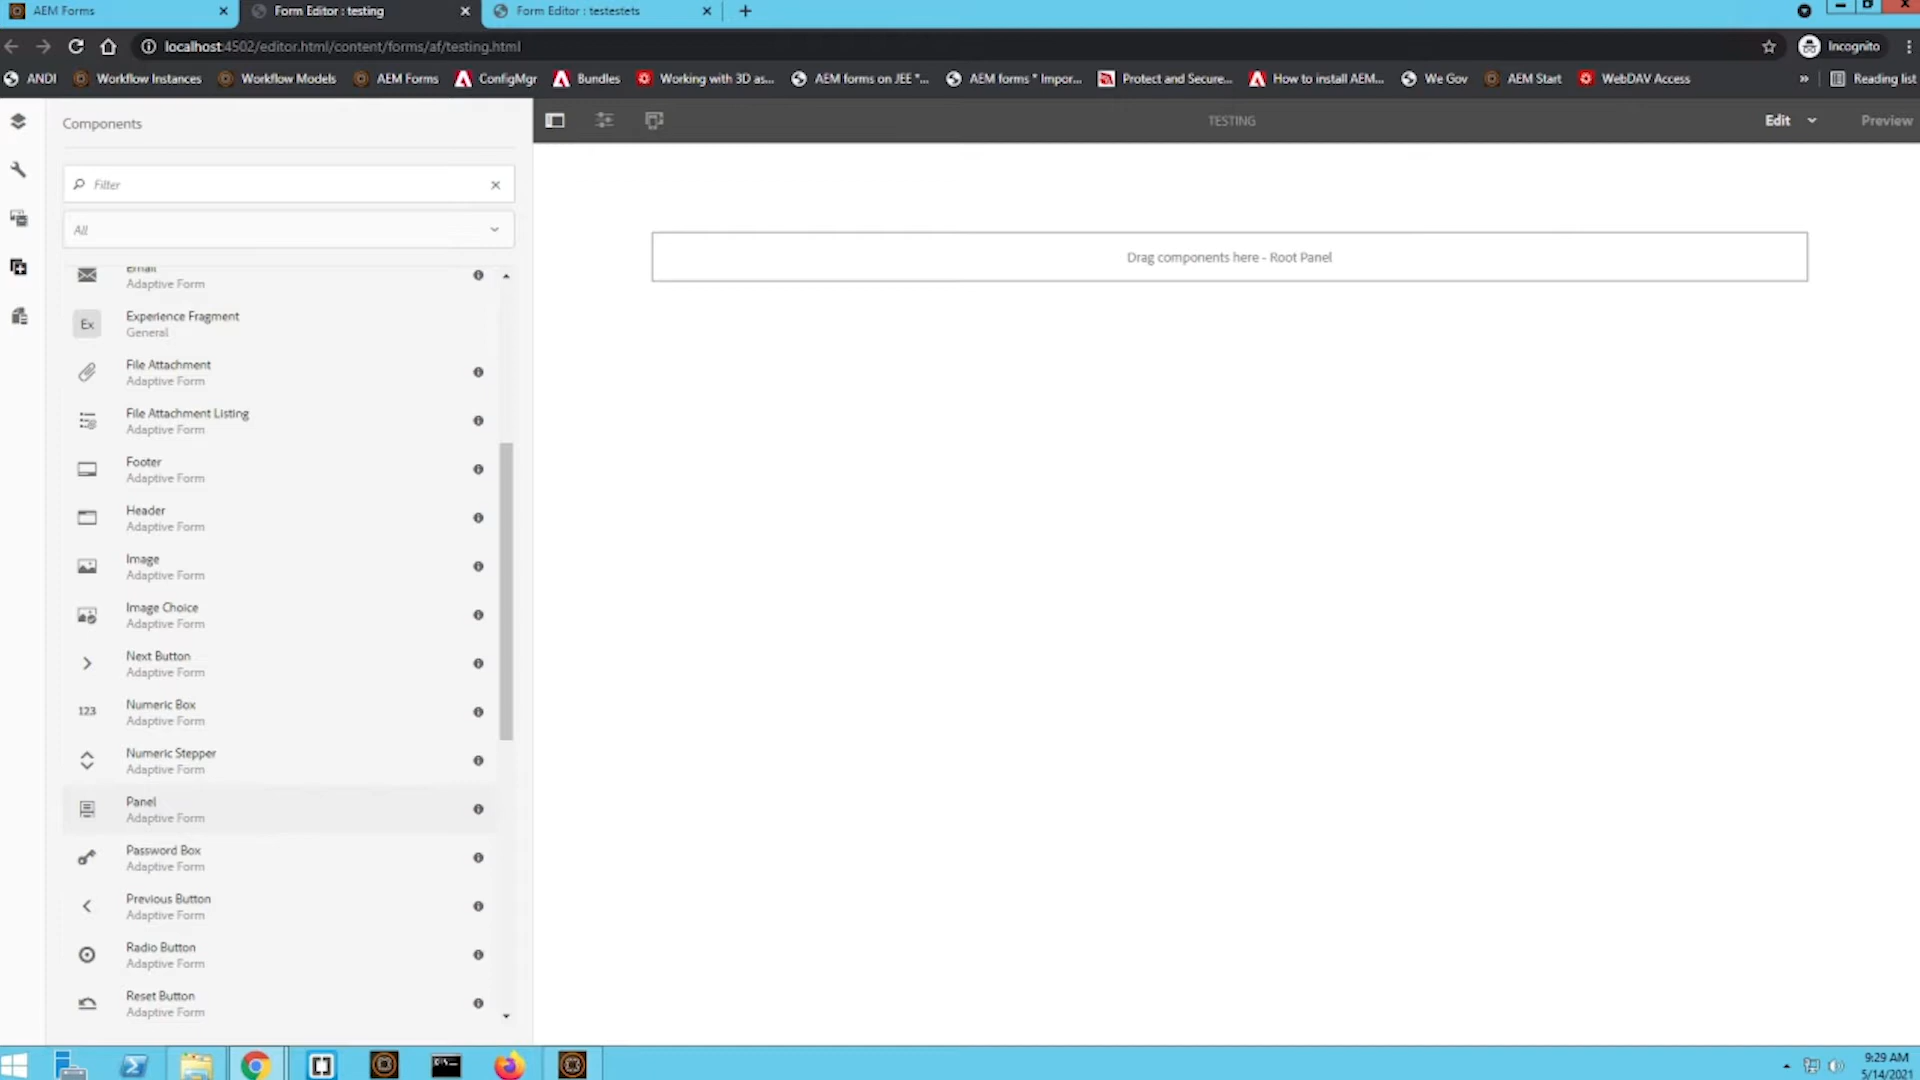 AEM Forms
Form Editor : testing
Form Editor : testestets
localhost:4502/editor.html/content/forms/af/testing.html
Incognito
ANDI
Workflow Instances
Workflow Models
AEM Forms
ConfigMgr
Bundles
Working with 3D as...
AEM forms on JEE "...
AEM forms * Impor...
Protect and Secure...
How to install AEM...
We Gov
AEM Start
WebDAV Access
»
Reading list
Components
TESTING
Edit
Preview
Filter
All
Drag components here - Root Panel
Email
Adaptive Form
Ex
Experience Fragment
General
File Attachment
Adaptive Form
File Attachment Listing
Adaptive Form
Footer
Adaptive Form
Header
Adaptive Form
Image
Adaptive Form
Image Choice
Adaptive Form
Next Button
Adaptive Form
123
Numeric Box
Adaptive Form
Numeric Stepper
Adaptive Form
Panel
Adaptive Form
Password Box
Adaptive Form
Previous Button
Adaptive Form
Radio Button
Adaptive Form
Reset Button
Adaptive Form
9:29 AM
5/14/2021